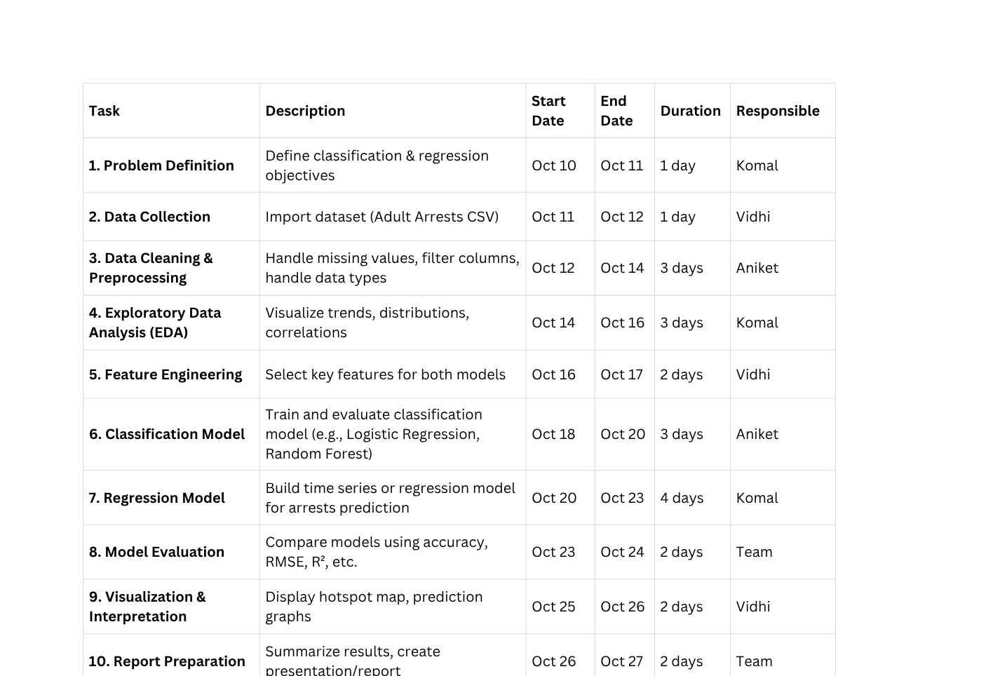 Task Description Start Date End Date Duration Responsible
1. Problem Definition Define classification & regression objectives Oct 10 Oct 11 1 day Komal
2. Data Collection Import dataset (Adult Arrests CSV) Oct 11 Oct 12 1 day Vidhi
3. Data Cleaning & Preprocessing Handle missing values, filter columns, handle data types Oct 12 Oct 14 3 days Aniket
4. Exploratory Data Analysis (EDA) Visualize trends, distributions, correlations Oct 14 Oct 16 3 days Komal
5. Feature Engineering Select key features for both models Oct 16 Oct 17 2 days Vidhi
6. Classification Model Train and evaluate classification model (e.g., Logistic Regression, Random Forest) Oct 18 Oct 20 3 days Aniket
7. Regression Model Build time series or regression model for arrests prediction Oct 20 Oct 23 4 days Komal
8. Model Evaluation Compare models using accuracy, RMSE, R², etc. Oct 23 Oct 24 2 days Team
9. Visualization & Interpretation Display hotspot map, prediction graphs Oct 25 Oct 26 2 days Vidhi
10. Report Preparation Summarize results, create presentation/report Oct 26 Oct 27 2 days Team